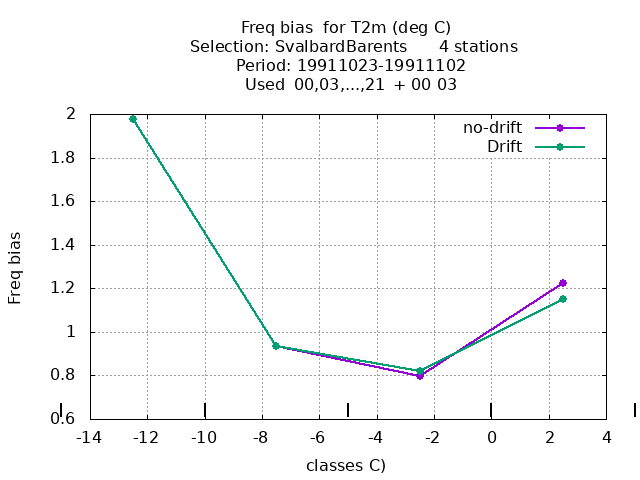 Freq bias  for T2m (deg C)
Selection: SvalbardBarents      4 stations
Period: 19911023-19911102
Used  00,03,...,21  + 00 03
no-drift
Drift
Freq bias
2
1.8
1.6
1.4
1.2
1
0.8
0.6
-14 -12 -10 -8 -6 -4 -2 0 2 4
classes C)